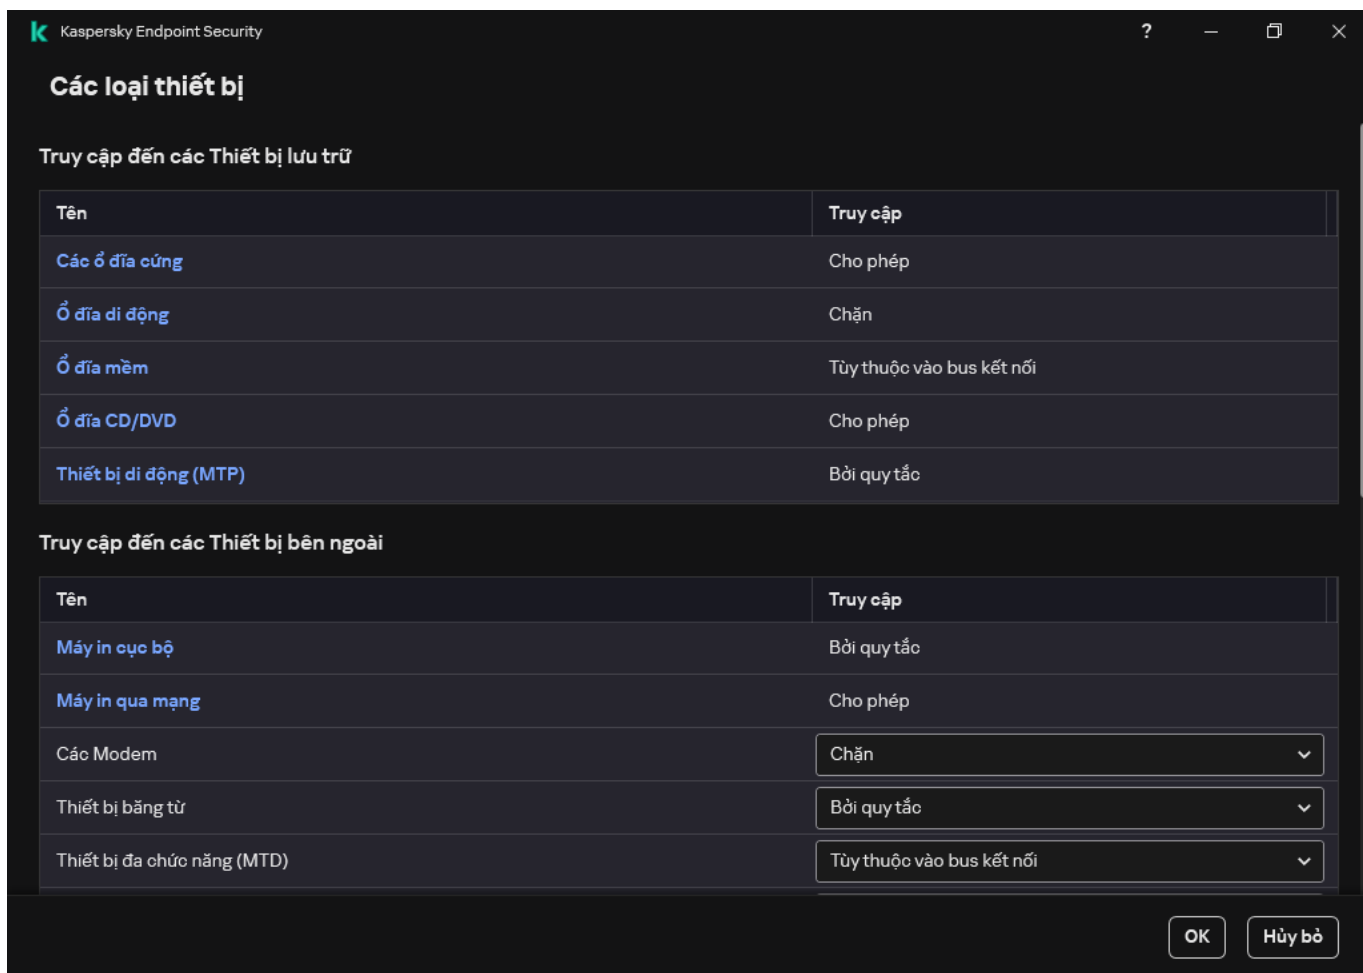 Kaspersky Endpoint Security
?
Các loại thiết bị
Truy cập đến các Thiết bị lưu trữ
Tên Truy cập
Các ổ đĩa cứng Cho phép
Ổ đĩa di động Chặn
Ổ đĩa mềm Tùy thuộc vào bus kết nối
Ổ đĩa CD/DVD Cho phép
Thiết bị di động (MTP) Bởi quy tắc
Truy cập đến các Thiết bị bên ngoài
Tên Truy cập
Máy in cục bộ Bởi quy tắc
Máy in qua mạng Cho phép
Các Modem Chặn
Thiết bị băng từ Bởi quy tắc
Thiết bị đa chức năng (MTD) Tùy thuộc vào bus kết nối
OK Hủy bỏ